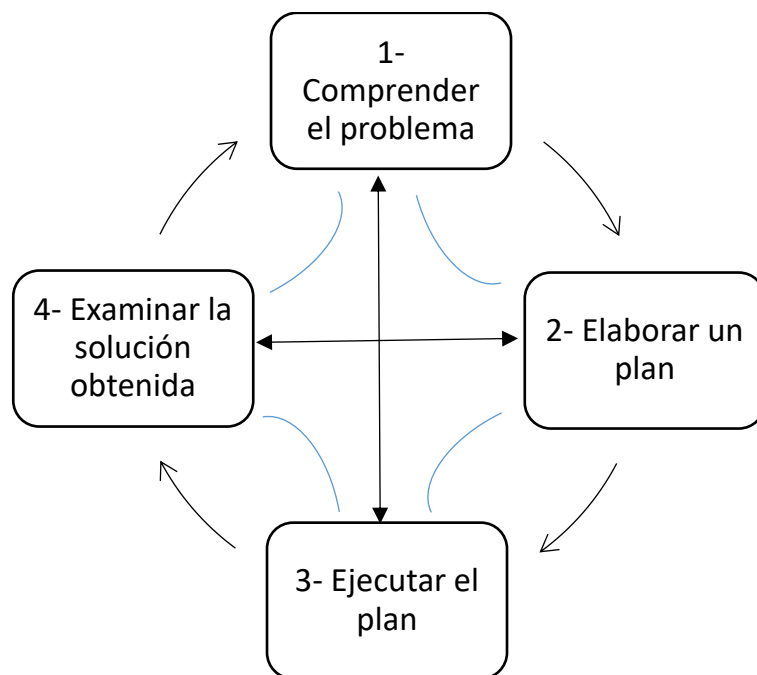 1-
Comprender
el problema
2- Elaborar un
plan
3- Ejecutar el
plan
4- Examinar la
solución
obtenida